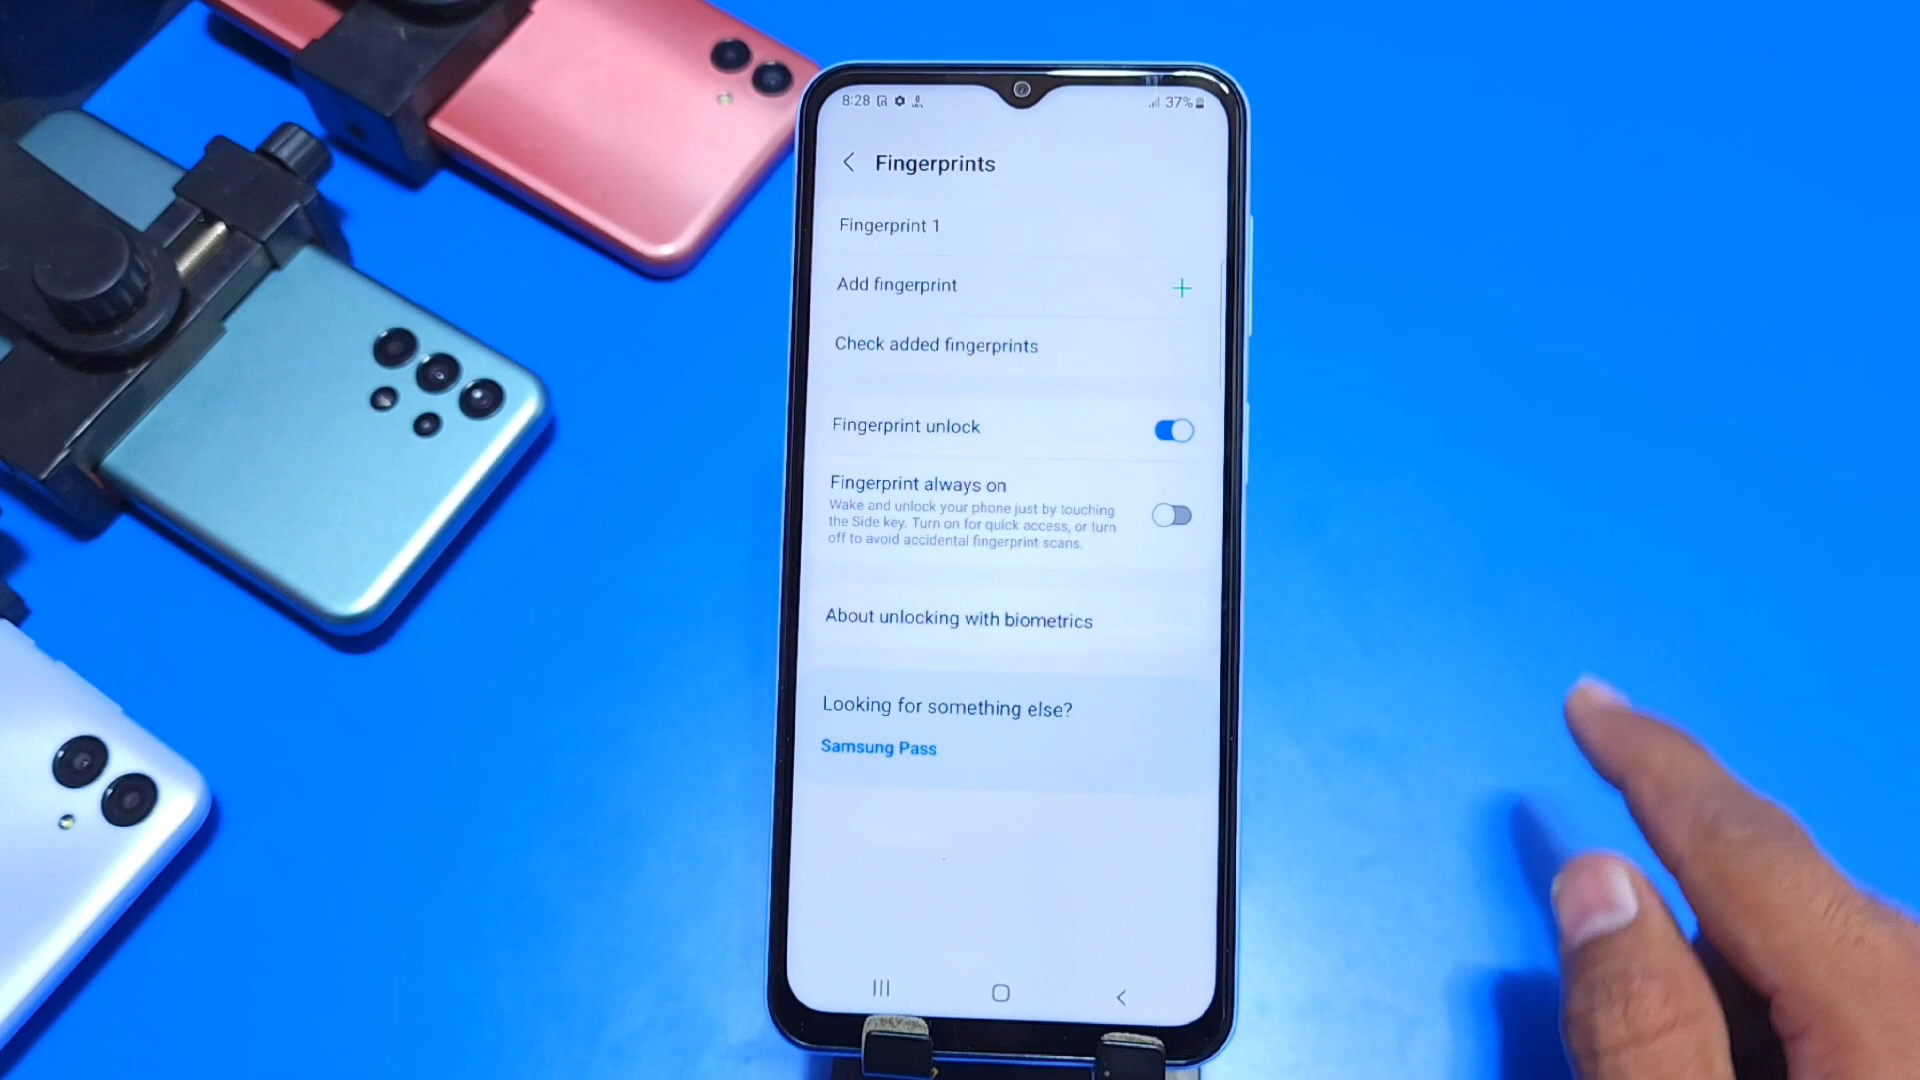 8:28
37%
Fingerprints
Fingerprint 1
Add fingerprint
Check added fingerprints
Fingerprint unlock
Fingerprint always on
Wake and unlock your phone just by touching
the Side key. Turn on for quick access, or turn
off to avoid accidental fingerprint scans.
About unlocking with biometrics
Looking for something else?
Samsung Pass